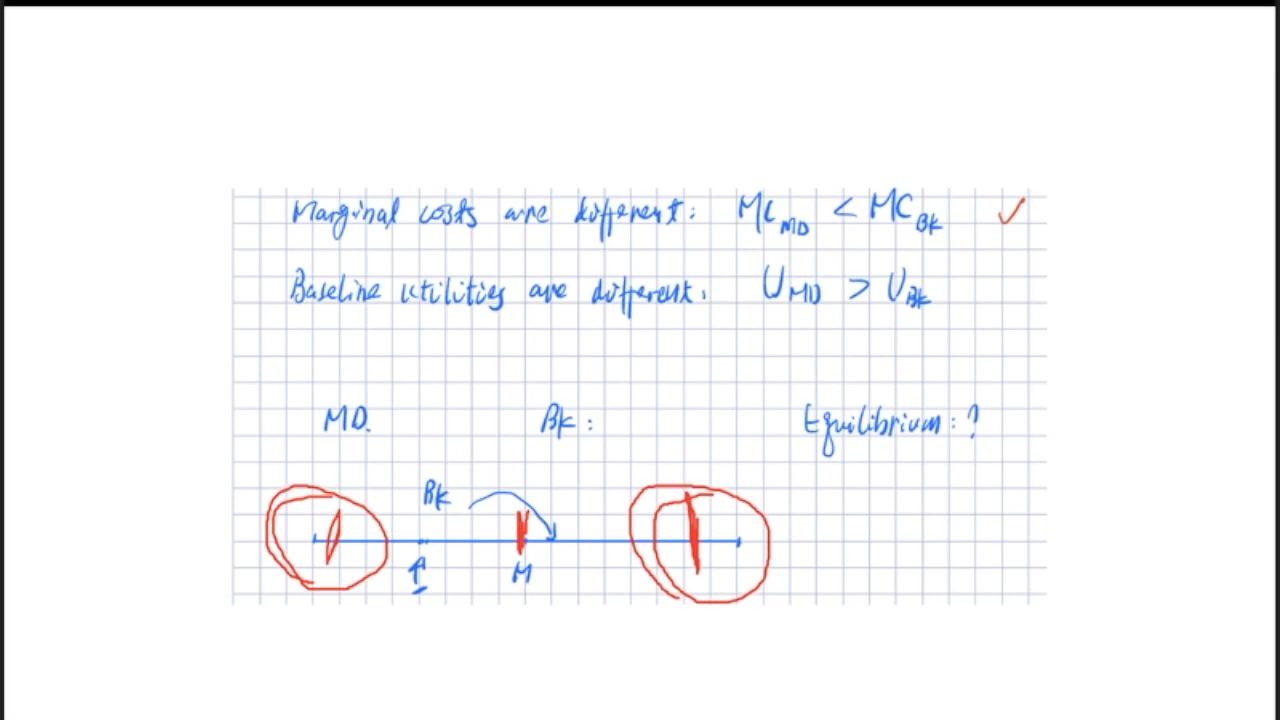 Marginal costs are different: MC_MD < MC_BK ✓
Baseline utilities are different. U_MD > U_BK
MD. BK: Equilibrium: ?
BK
M